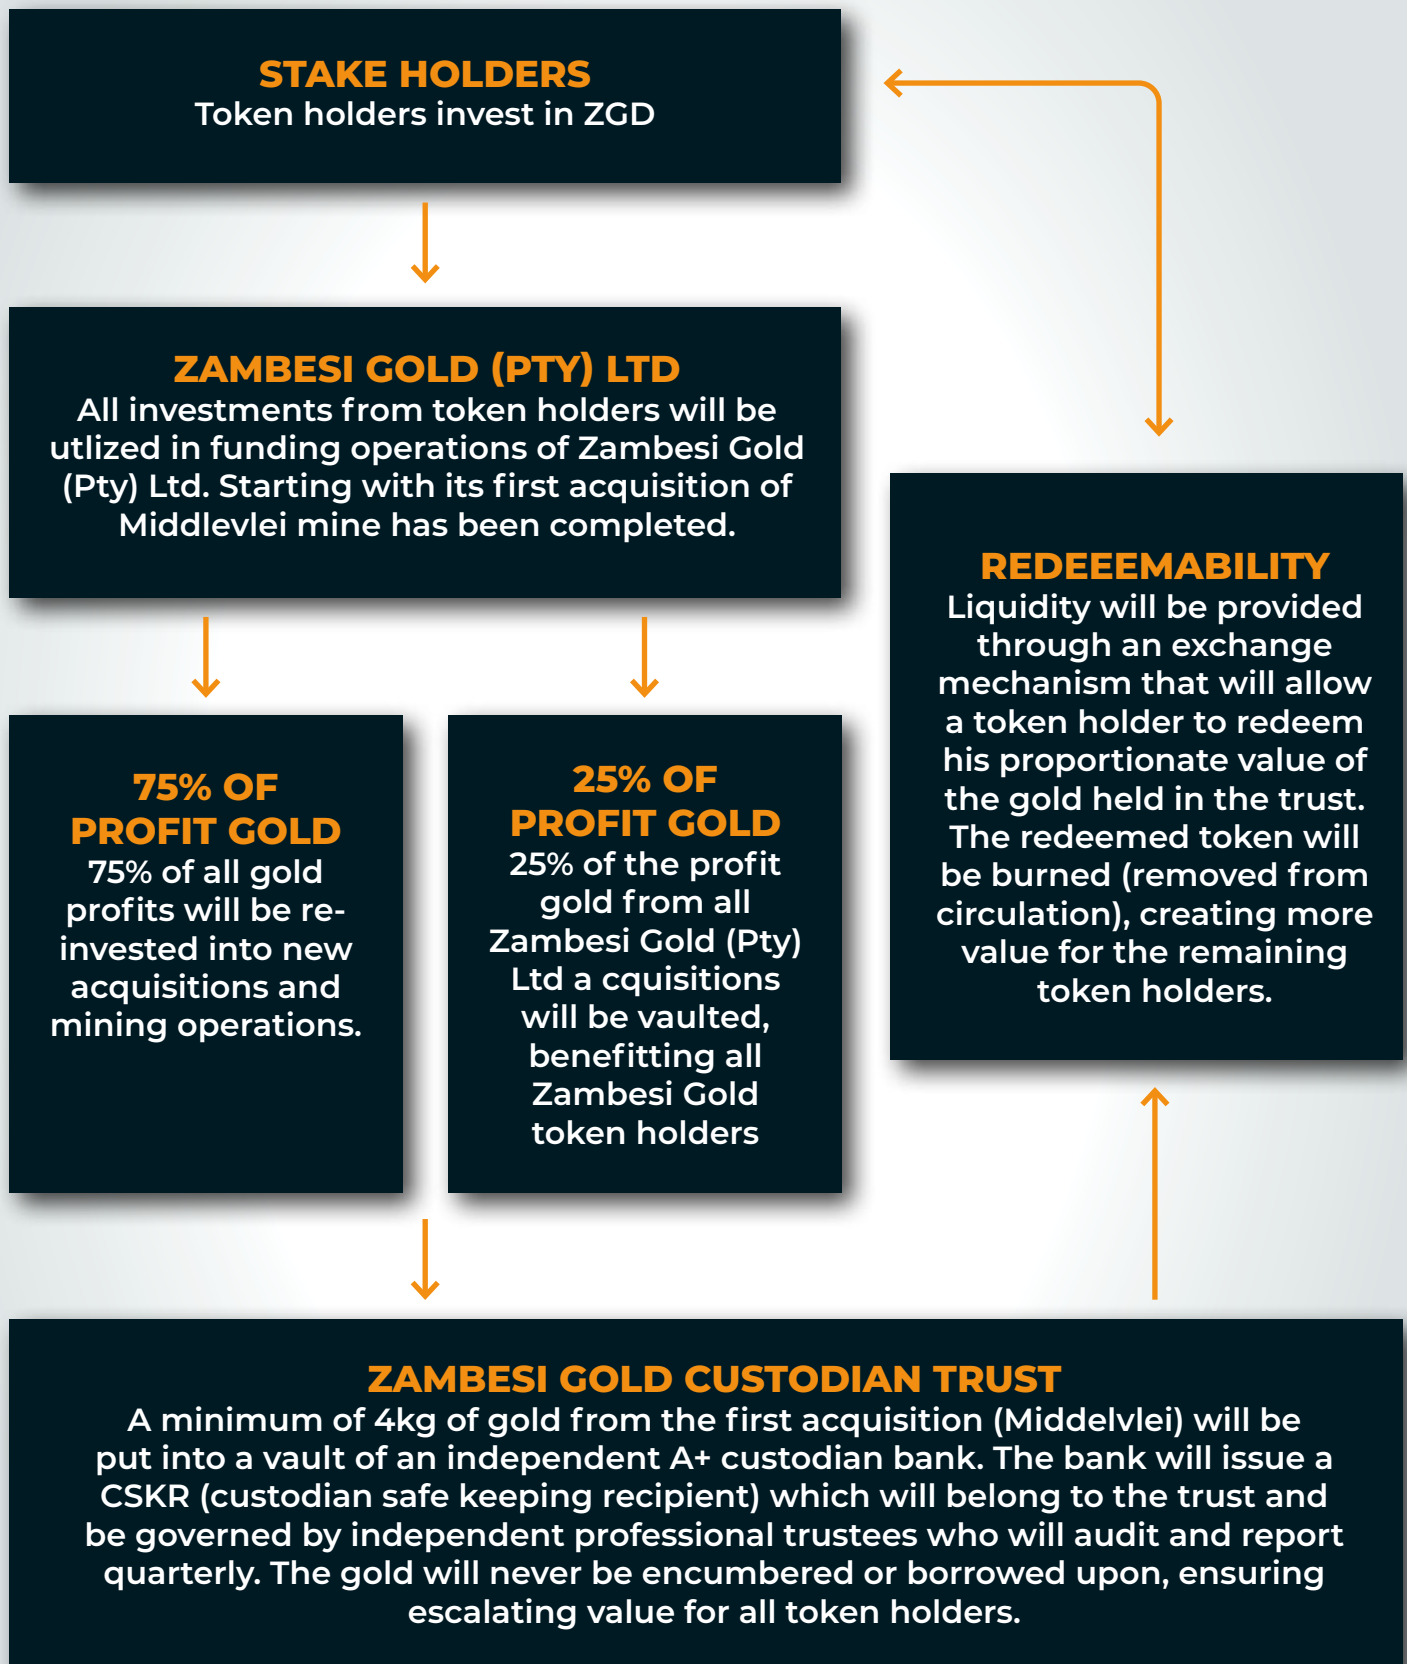 STAKE HOLDERS
Token holders invest in ZGD
ZAMBESI GOLD (PTY) LTD
All investments from token holders will be
utlized in funding operations of Zambesi Gold
(Pty) Ltd. Starting with its first acquisition of
Middlevlei mine has been completed.
75% OF
PROFIT GOLD
75% of all gold
profits will be re-
invested into new
acquisitions and
mining operations.
25% OF
PROFIT GOLD
25% of the profit
gold from all
Zambesi Gold (Pty)
Ltd a cquisitions
will be vaulted,
benefitting all
Zambesi Gold
token holders
REDEEEMABILITY
Liquidity will be provided
through an exchange
mechanism that will allow
a token holder to redeem
his proportionate value of
the gold held in the trust.
The redeemed token will
be burned (removed from
circulation), creating more
value for the remaining
token holders.
ZAMBESI GOLD CUSTODIAN TRUST
A minimum of 4kg of gold from the first acquisition (Middelvlei) will be
put into a vault of an independent A+ custodian bank. The bank will issue a
CSKR (custodian safe keeping recipient) which will belong to the trust and
be governed by independent professional trustees who will audit and report
quarterly. The gold will never be encumbered or borrowed upon, ensuring
escalating value for all token holders.